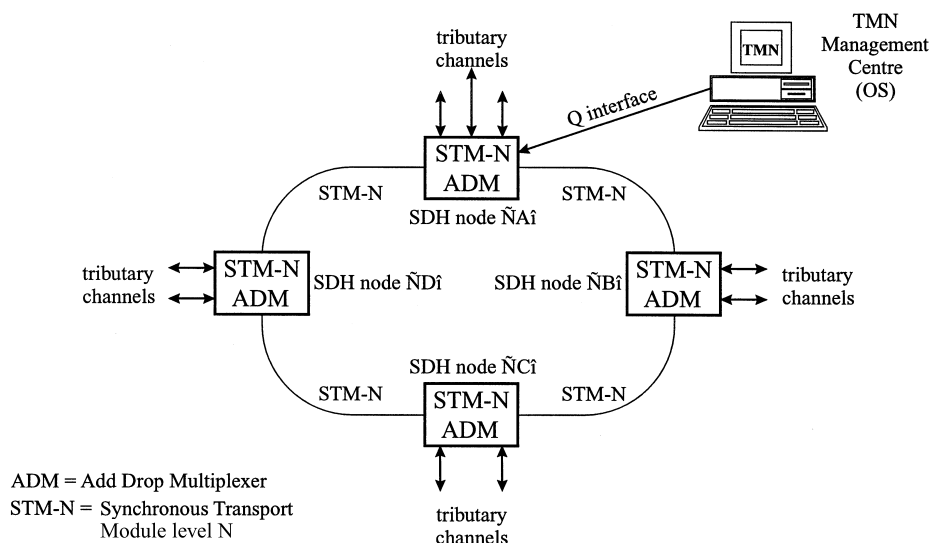 tributary
channels
TMN
TMN
Management
Centre
(OS)
Q interface
STM-N
ADM
STM-N
STM-N
SDH node ÑAî
tributary
channels
STM-N
ADM
SDH node ÑDî
SDH node ÑBî
STM-N
ADM
tributary
channels
SDH node ÑCî
STM-N
STM-N
STM-N
ADM
ADM = Add Drop Multiplexer
STM-N = Synchronous Transport
Module level N
tributary
channels